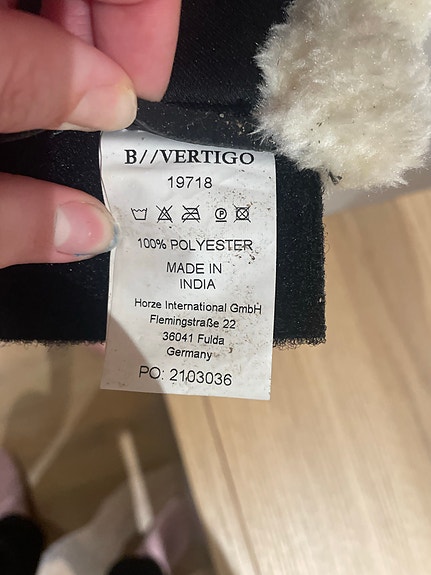 B//VERTIGO
19718
P
100% POLYESTER
MADE IN
INDIA
Horze International GmbH
Flemingstraße 22
36041 Fulda
Germany
PO: 2103036